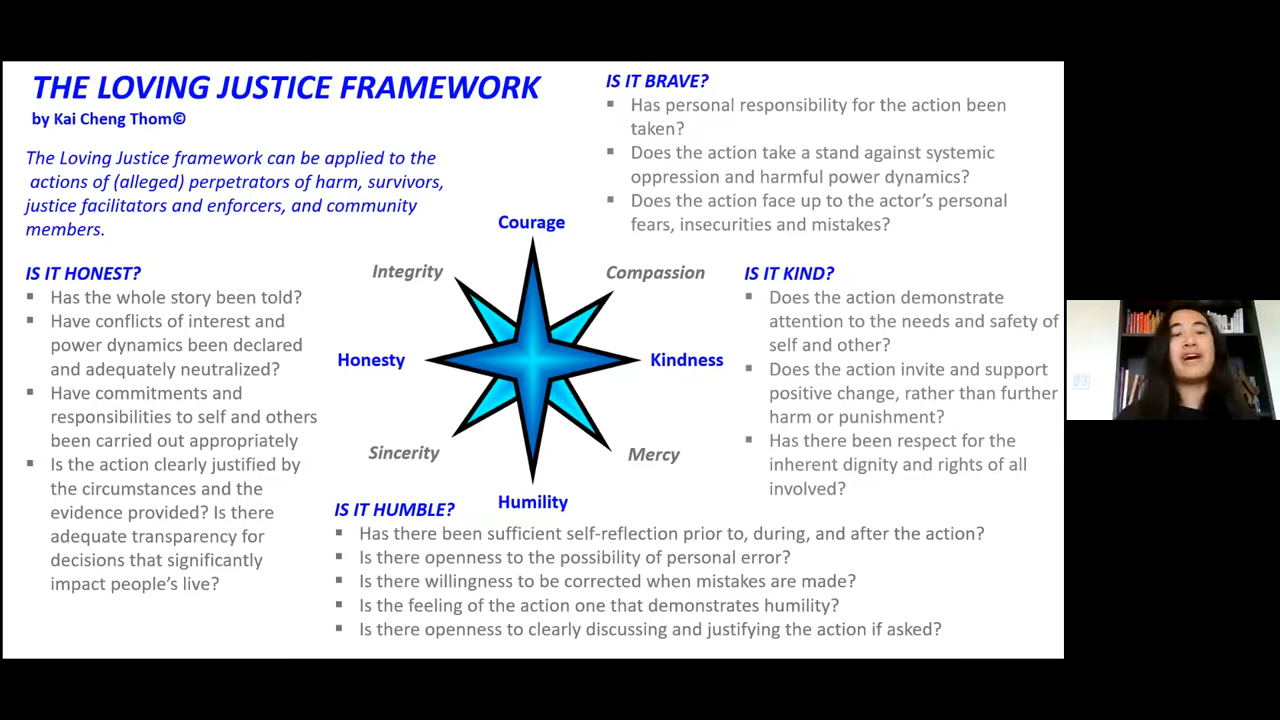 THE LOVING JUSTICE FRAMEWORK
by Kai Cheng Thom©
The Loving Justice framework can be applied to the
actions of (alleged) perpetrators of harm, survivors,
justice facilitators and enforcers, and community
members.
IS IT BRAVE?
▪ Has personal responsibility for the action been
taken?
▪ Does the action take a stand against systemic
oppression and harmful power dynamics?
▪ Does the action face up to the actor's personal
fears, insecurities and mistakes?
IS IT HONEST?
▪ Has the whole story been told?
▪ Have conflicts of interest and
power dynamics been declared
and adequately neutralized?
▪ Have commitments and
responsibilities to self and others
been carried out appropriately
▪ Is the action clearly justified by
the circumstances and the
evidence provided? Is there
adequate transparency for
decisions that significantly
impact people's live?
Courage
Integrity
Compassion
Honesty
Kindness
Sincerity
Mercy
Humility
IS IT KIND?
▪ Does the action demonstrate
attention to the needs and safety of
self and other?
▪ Does the action invite and support
positive change, rather than further
harm or punishment?
▪ Has there been respect for the
inherent dignity and rights of all
involved?
IS IT HUMBLE?
▪ Has there been sufficient self-reflection prior to, during, and after the action?
▪ Is there openness to the possibility of personal error?
▪ Is there willingness to be corrected when mistakes are made?
▪ Is the feeling of the action one that demonstrates humility?
▪ Is there openness to clearly discussing and justifying the action if asked?